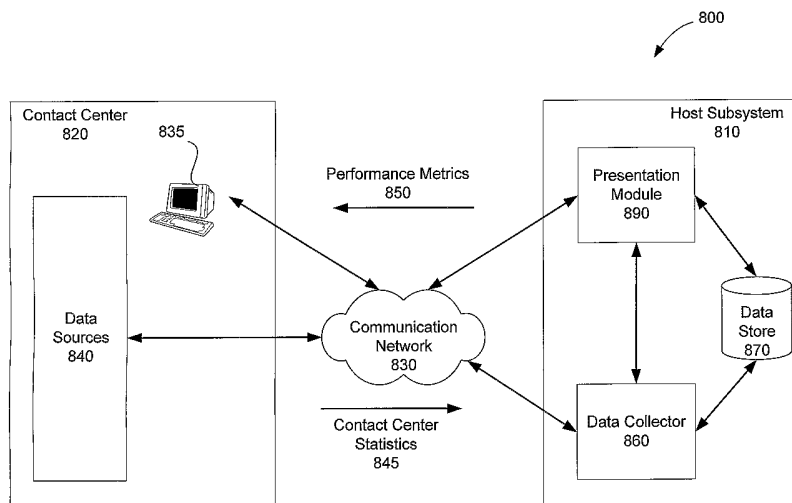 800
Contact Center
820
835
Data
Sources
840
Performance Metrics
850
Communication
Network
830
Contact Center
Statistics
845
Host Subsystem
810
Presentation
Module
890
Data
Store
870
Data Collector
860